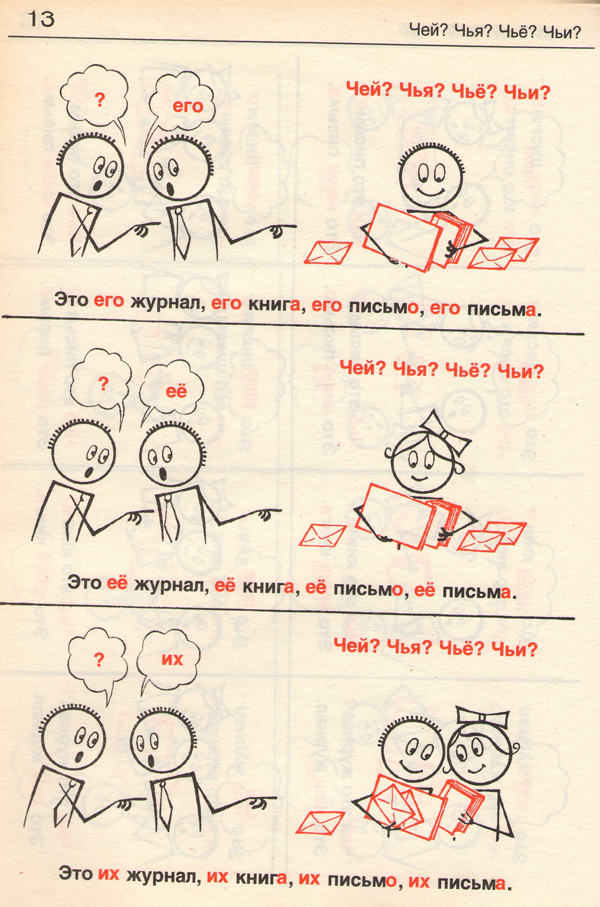 13
Чей? Чья? Чьё? Чьи?
?
его
Чей? Чья? Чьё? Чьи?
Это его журнал, его книга, его письмо, его письма.
?
её
Чей? Чья? Чьё? Чьи?
Это её журнал, её книга, её письмо, её письма.
?
их
Чей? Чья? Чьё? Чьи?
Это их журнал, их книга, их письмо, их письма.